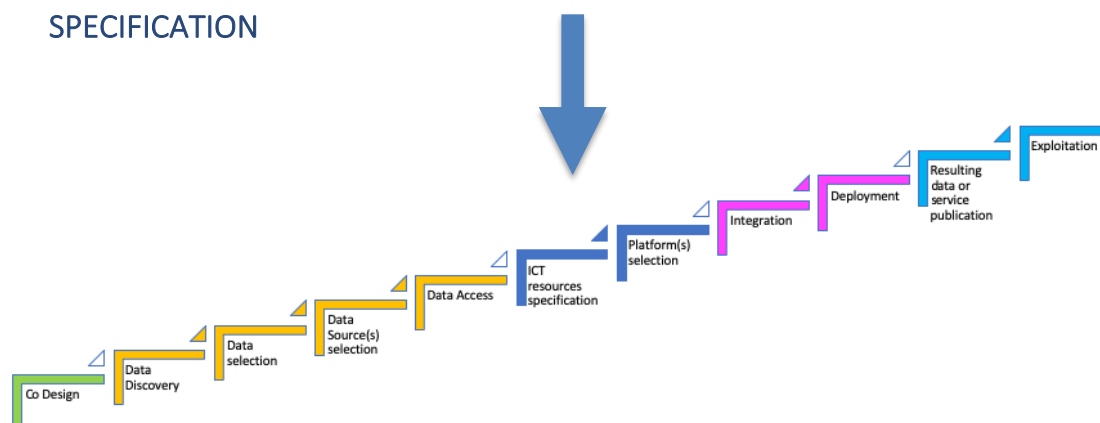 SPECIFICATION
Co Design
Data
Discovery
Data
selection
Data
Source(s)
selection
Data Access
ICT
resources
specification
Platform(s)
selection
Integration
Deployment
Resulting
data or
service
publication
Exploitation